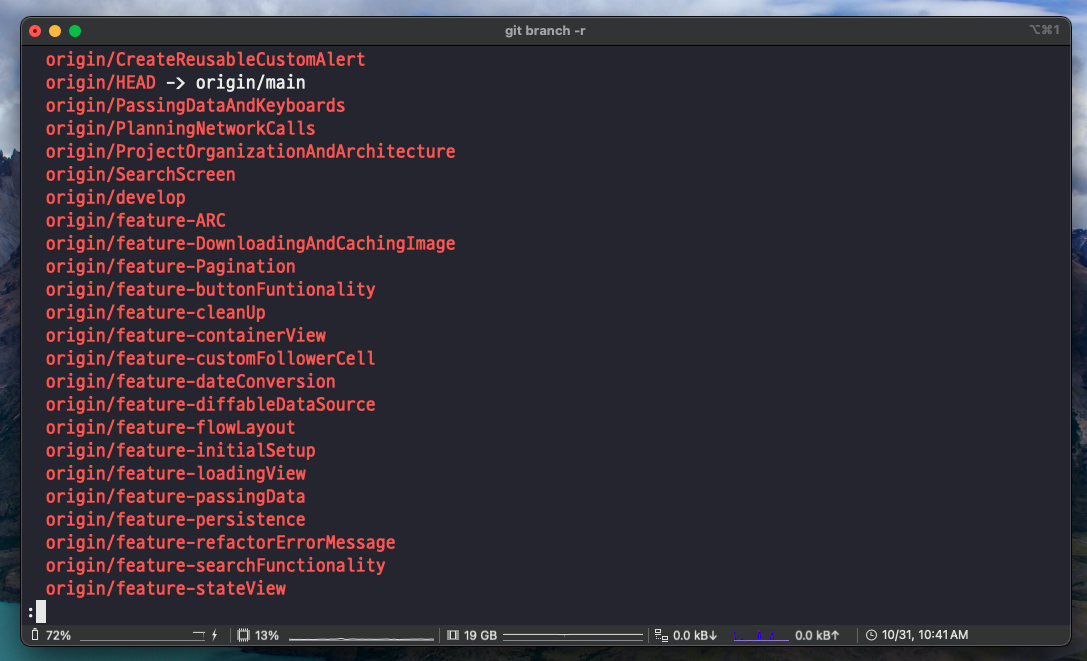 git branch -r
⌥⌘1
origin/CreateReusableCustomAlert
origin/HEAD -> origin/main
origin/PassingDataAndKeyboards
origin/PlanningNetworkCalls
origin/ProjectOrganizationAndArchitecture
origin/SearchScreen
origin/develop
origin/feature-ARC
origin/feature-DownloadingAndCachingImage
origin/feature-Pagination
origin/feature-buttonFuntionality
origin/feature-cleanUp
origin/feature-containerView
origin/feature-customFollowerCell
origin/feature-dateConversion
origin/feature-diffableDataSource
origin/feature-flowLayout
origin/feature-initialSetup
origin/feature-loadingView
origin/feature-passingData
origin/feature-persistence
origin/feature-refactorErrorMessage
origin/feature-searchFunctionality
origin/feature-stateView
:
72% 13% 19 GB 0.0 kB↓ 0.0 kB↑ 10/31, 10:41 AM